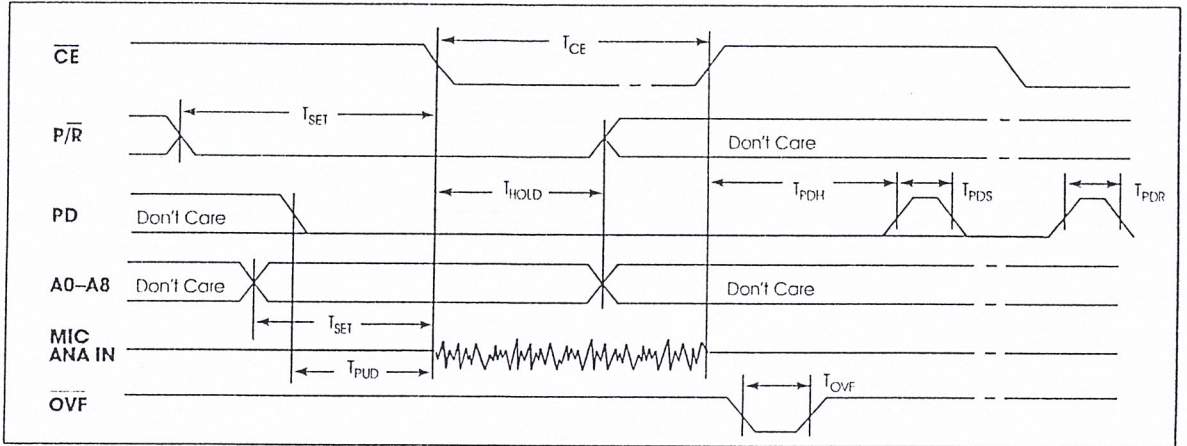 CE
T_CE
P/R
T_SET
Don't Care
PD
Don't Care
T_HOLD
T_PDH
T_PDS
T_PDR
A0–A8
Don't Care
Don't Care
T_SET
MIC
ANA IN
T_PUD
OVF
T_OVF